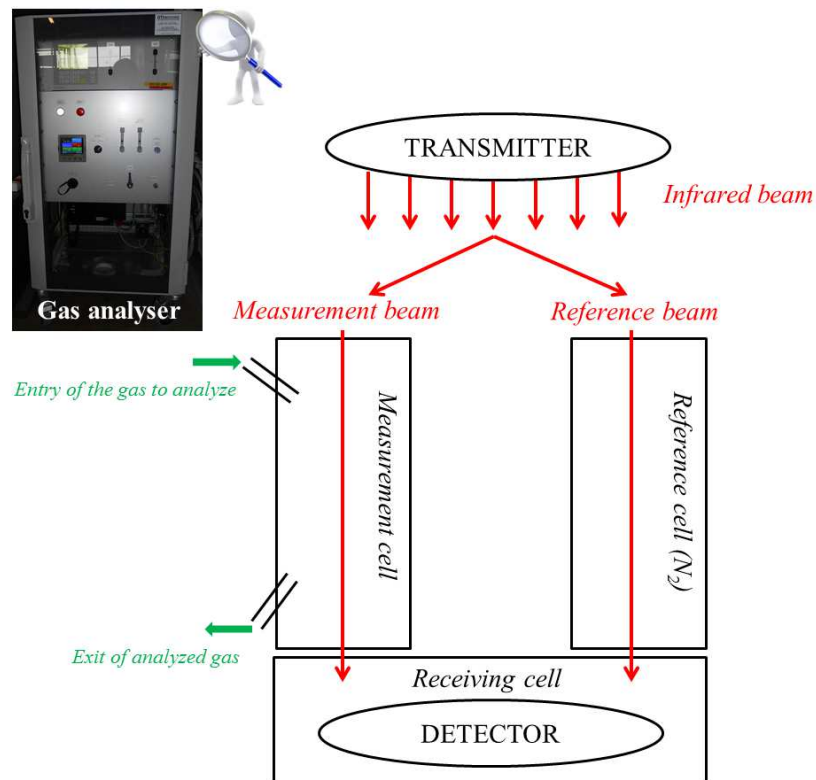 TRANSMITTER
Infrared beam
Gas analyser
Measurement beam
Reference beam
Entry of the gas to analyze
Measurement cell
Reference cell (N₂)
Exit of analyzed gas
Receiving cell
DETECTOR